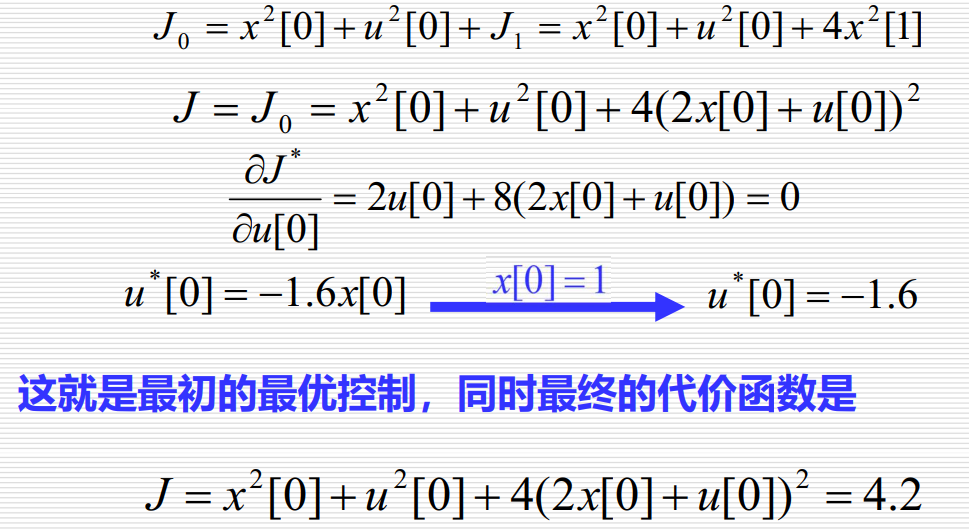 J₀ = x²[0] + u²[0] + J₁ = x²[0] + u²[0] + 4x²[1]
J = J₀ = x²[0] + u²[0] + 4(2x[0] + u[0])²
∂J*/∂u[0] = 2u[0] + 8(2x[0] + u[0]) = 0
u*[0] = −1.6x[0] x[0] = 1 u*[0] = −1.6
这就是最初的最优控制，同时最终的代价函数是
J = x²[0] + u²[0] + 4(2x[0] + u[0])² = 4.2